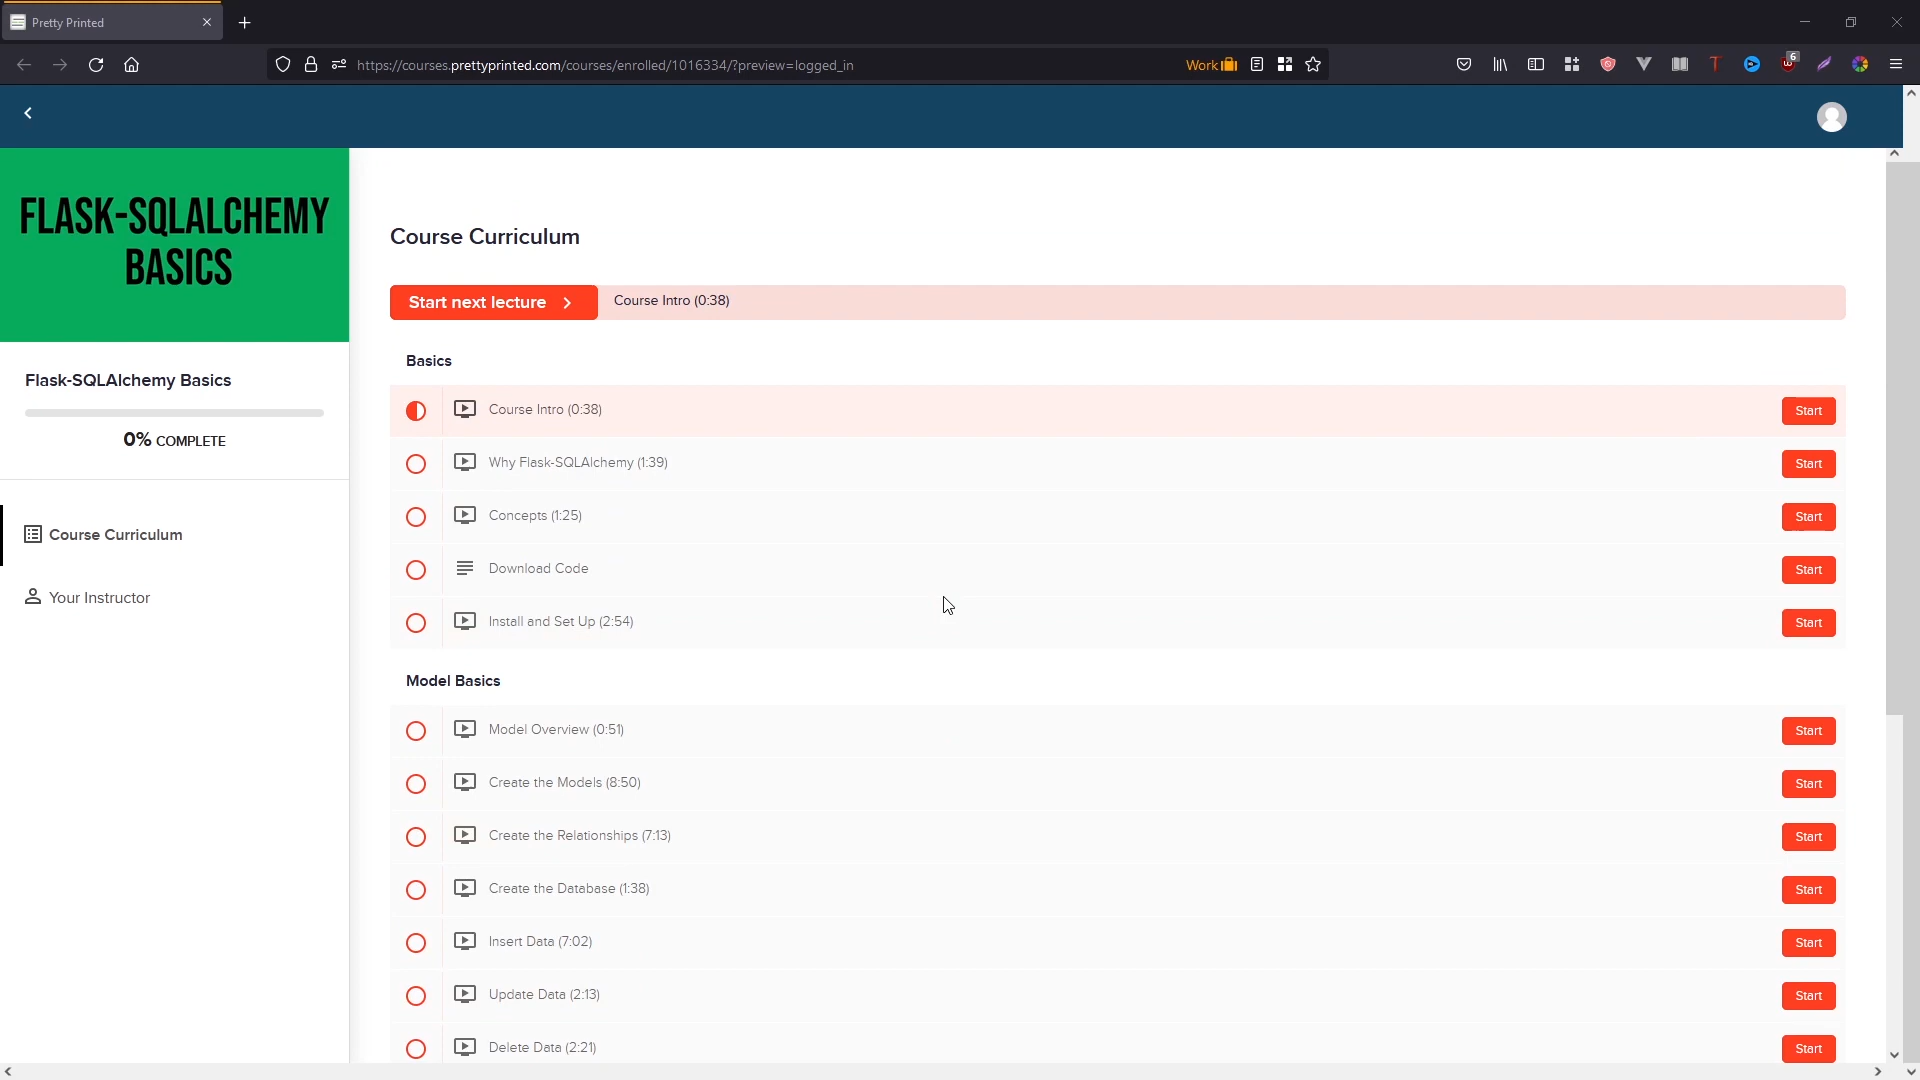 Pretty Printed
https://courses.prettyprinted.com/courses/enrolled/1016334/?preview=logged_in
Work
6
FLASK-SQLALCHEMY
BASICS
Flask-SQLAlchemy Basics
0% COMPLETE
Course Curriculum
Your Instructor
Course Curriculum
Start next lecture
Course Intro (0:38)
Basics
Course Intro (0:38)
Start
Why Flask-SQLAlchemy (1:39)
Start
Concepts (1:25)
Start
Download Code
Start
Install and Set Up (2:54)
Start
Model Basics
Model Overview (0:51)
Start
Create the Models (8:50)
Start
Create the Relationships (7:13)
Start
Create the Database (1:38)
Start
Insert Data (7:02)
Start
Update Data (2:13)
Start
Delete Data (2:21)
Start